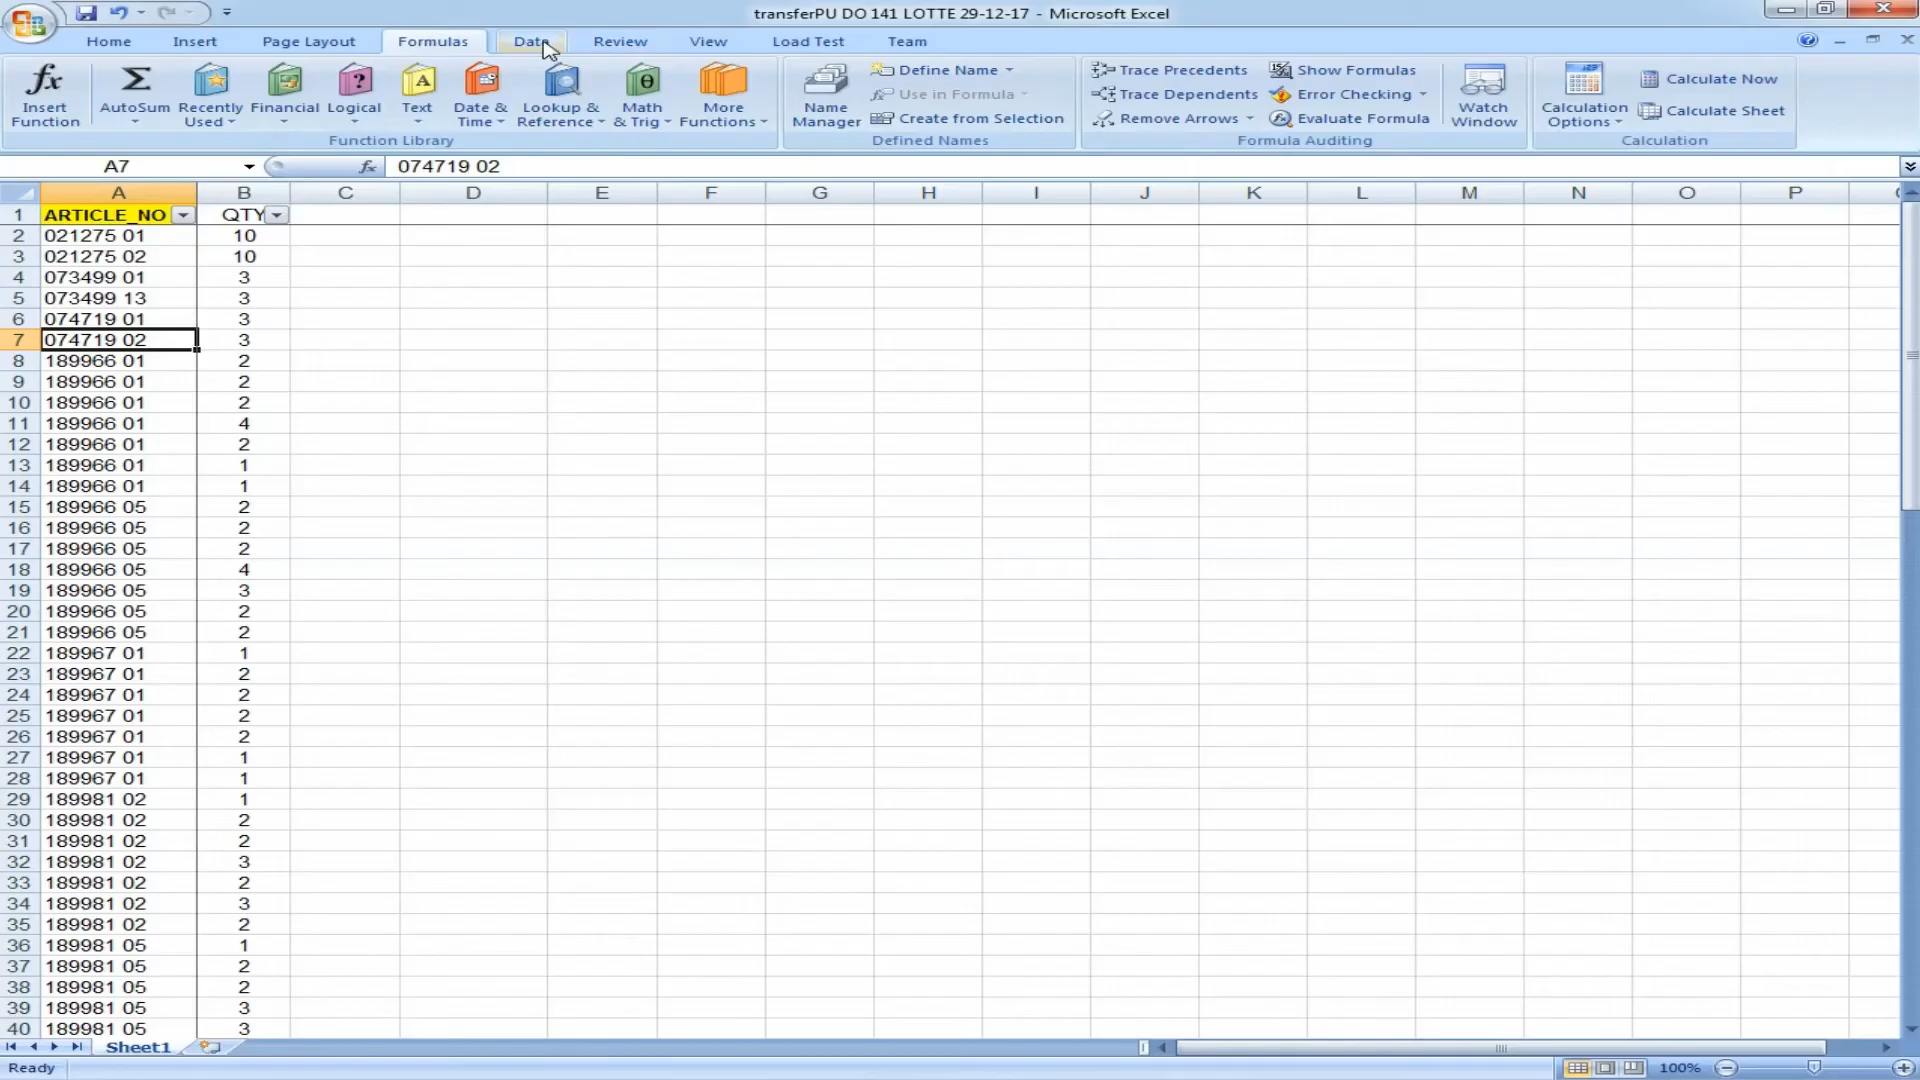 transferPU DO 141 LOTTE 29-12-17 - Microsoft Excel
Home Insert Page Layout Formulas Data Review View Load Test Team
Insert Function AutoSum Recently Used Financial Logical Text Date & Time Lookup & Reference Math & Trig More Functions
Function Library
Name Manager Define Name Use in Formula Create from Selection
Defined Names
Trace Precedents Show Formulas
Trace Dependents Error Checking
Remove Arrows Evaluate Formula
Formula Auditing
Watch Window
Calculation Options Calculate Now Calculate Sheet
Calculation
A7 fx 074719 02
A B C D E F G H I J K L M N O P
1 ARTICLE_NO QTY
2 021275 01 10
3 021275 02 10
4 073499 01 3
5 073499 13 3
6 074719 01 3
7 074719 02 3
8 189966 01 2
9 189966 01 2
10 189966 01 2
11 189966 01 4
12 189966 01 2
13 189966 01 1
14 189966 01 1
15 189966 05 2
16 189966 05 2
17 189966 05 2
18 189966 05 4
19 189966 05 3
20 189966 05 2
21 189966 05 2
22 189967 01 1
23 189967 01 2
24 189967 01 2
25 189967 01 2
26 189967 01 2
27 189967 01 1
28 189967 01 1
29 189981 02 1
30 189981 02 2
31 189981 02 2
32 189981 02 3
33 189981 02 2
34 189981 02 3
35 189981 02 2
36 189981 05 1
37 189981 05 2
38 189981 05 2
39 189981 05 3
40 189981 05 3
Sheet1
Ready 100%